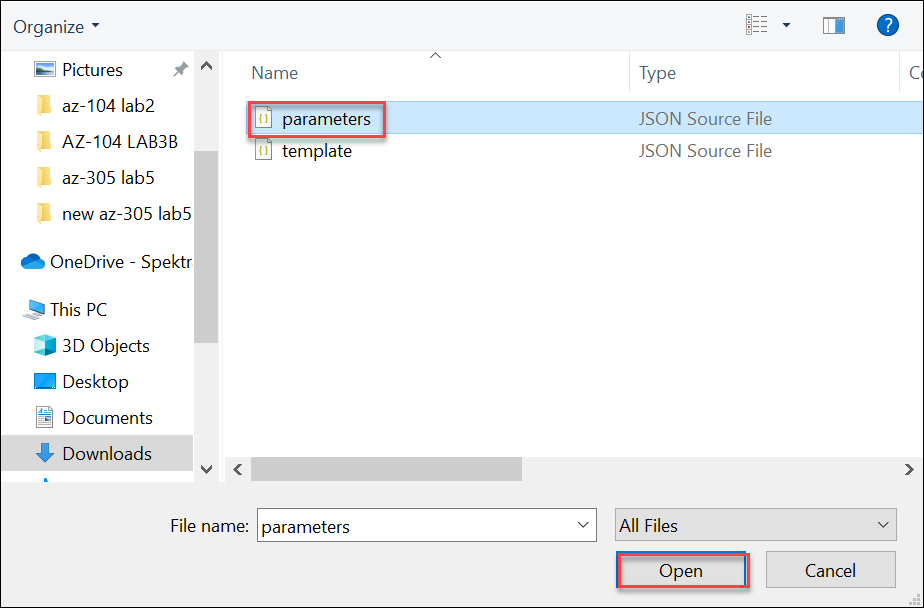 Organize
?
Pictures
az-104 lab2
AZ-104 LAB3B
az-305 lab5
new az-305 lab5
OneDrive - Spektr
This PC
3D Objects
Desktop
Documents
Downloads
Name Type Co
{} parameters JSON Source File
{} template JSON Source File
File name: parameters All Files
Open Cancel